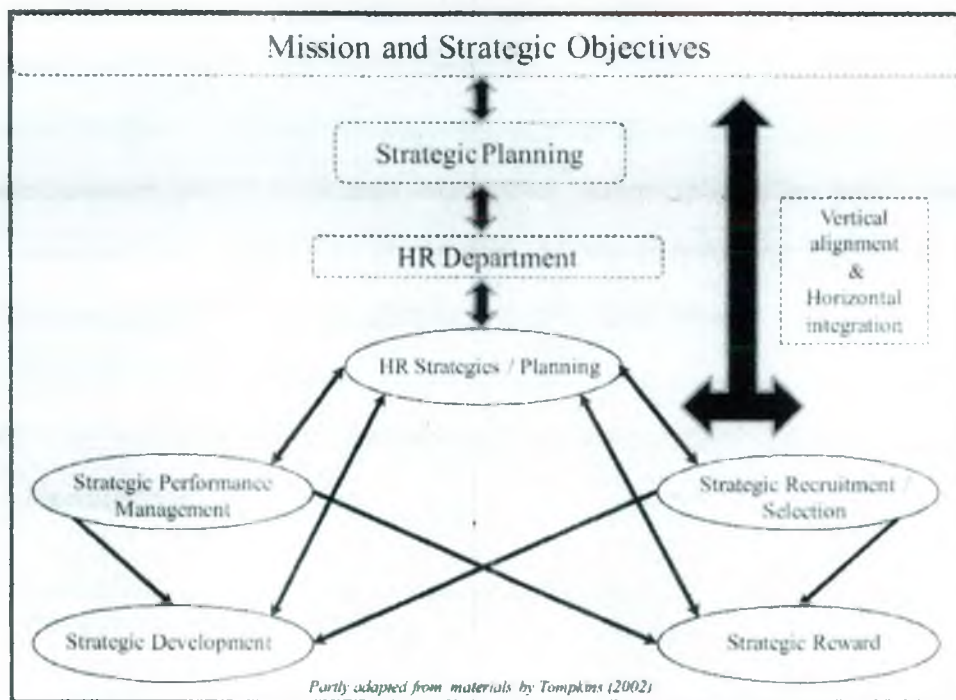 Mission and Strategic Objectives
Strategic Planning
HR Department
Vertical
alignment
&
Horizontal
integration
HR Strategies / Planning
Strategic Performance
Management
Strategic Recruitment /
Selection
Strategic Development
Strategic Reward
Partly adapted from materials by Tompkins (2002)